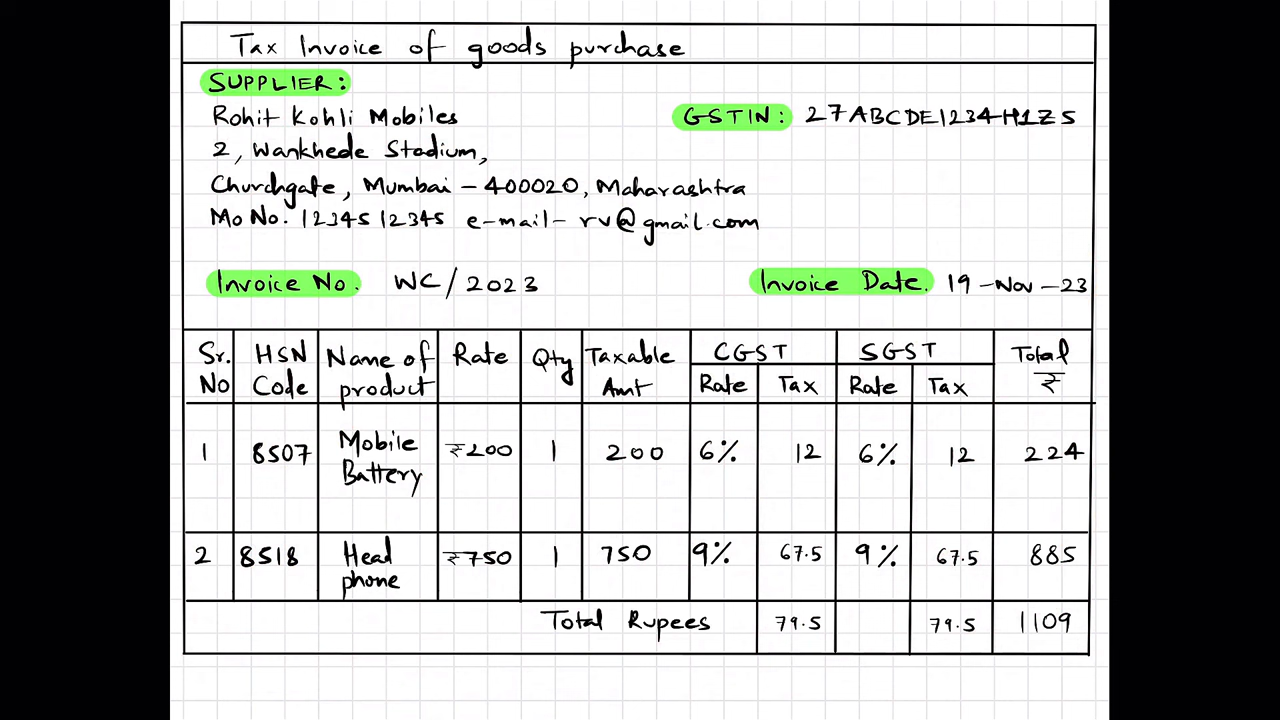 Tax Invoice of goods purchase
SUPPLIER:
Rohit Kohli Mobiles GSTIN: 27ABCDE1234H1Z5
2, Wankhede Stadium,
Churchgate, Mumbai – 400020, Maharashtra
Mo No. 12345 12345 e-mail- rv@gmail.com
Invoice No. WC/2023 Invoice Date. 19-Nov-23
Sr. No HSN Code Name of product Rate Qty Taxable Amt CGST Rate Tax SGST Rate Tax Total ₹
1 8507 Mobile Battery ₹200 1 200 6% 12 6% 12 224
2 8518 Head phone ₹750 1 750 9% 67.5 9% 67.5 885
Total Rupees 79.5 79.5 1109